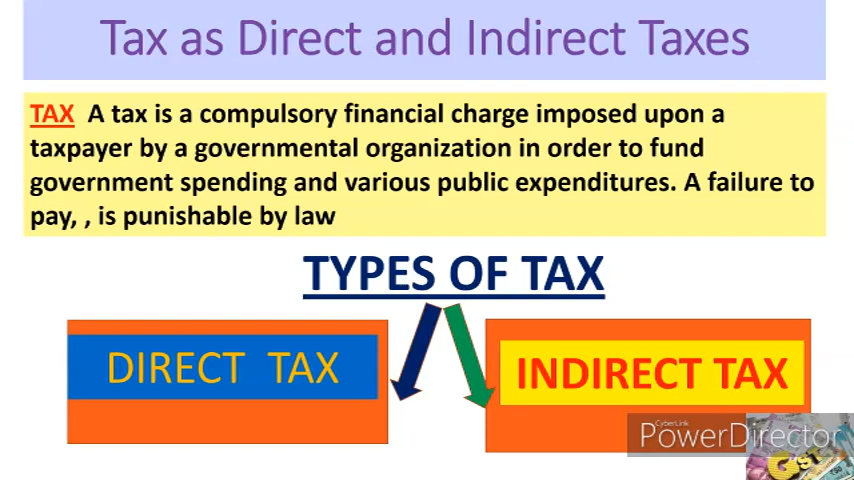 Tax as Direct and Indirect Taxes
TAX A tax is a compulsory financial charge imposed upon a
taxpayer by a governmental organization in order to fund
government spending and various public expenditures. A failure to
pay, , is punishable by law
TYPES OF TAX
DIRECT TAX
INDIRECT TAX
CyberLink
PowerDirector
GST